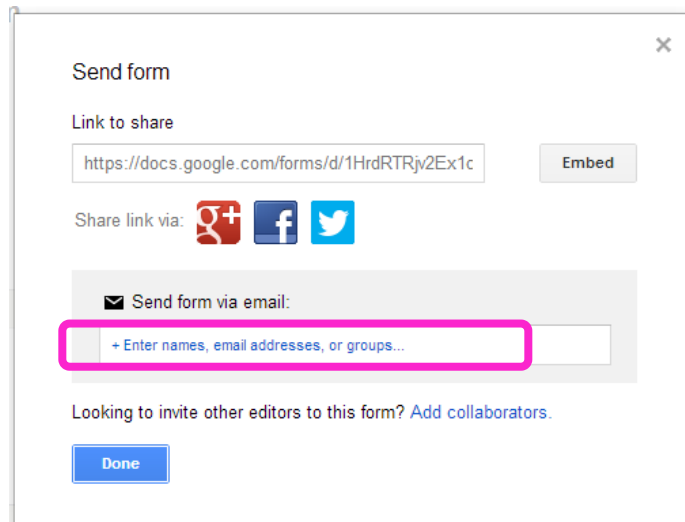 Send form
Link to share
https://docs.google.com/forms/d/1HrdRTRjv2Ex1c
Embed
Share link via:
g+ f
Send form via email:
+ Enter names, email addresses, or groups...
Looking to invite other editors to this form? Add collaborators.
Done